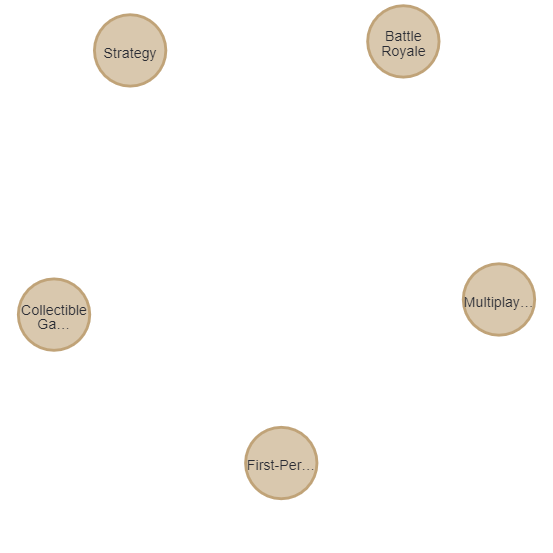 Strategy
Battle
Royale
Collectible
Ga…
Multiplay…
First-Per…